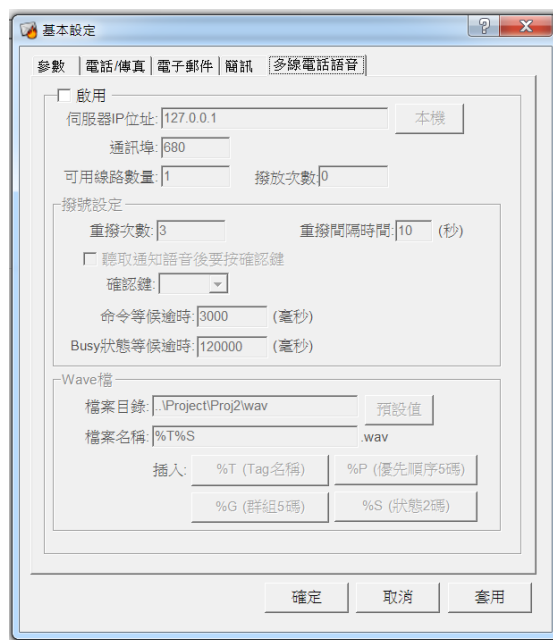 基本設定
參數 電話/傳真 電子郵件 簡訊 多線電話語音
啟用
伺服器IP位址: 127.0.0.1 本機
通訊埠: 680
可用線路數量: 1 撥放次數: 0
撥號設定
重撥次數: 3 重撥間隔時間: 10 (秒)
聽取通知語音後要按確認鍵
確認鍵:
命令等候逾時: 3000 (毫秒)
Busy狀態等候逾時: 120000 (毫秒)
Wave檔
檔案目錄: ..\Project\Proj2\wav 預設值
檔案名稱: %T%S .wav
插入: %T (Tag名稱) %P (優先順序5碼)
%G (群組5碼) %S (狀態2碼)
確定 取消 套用